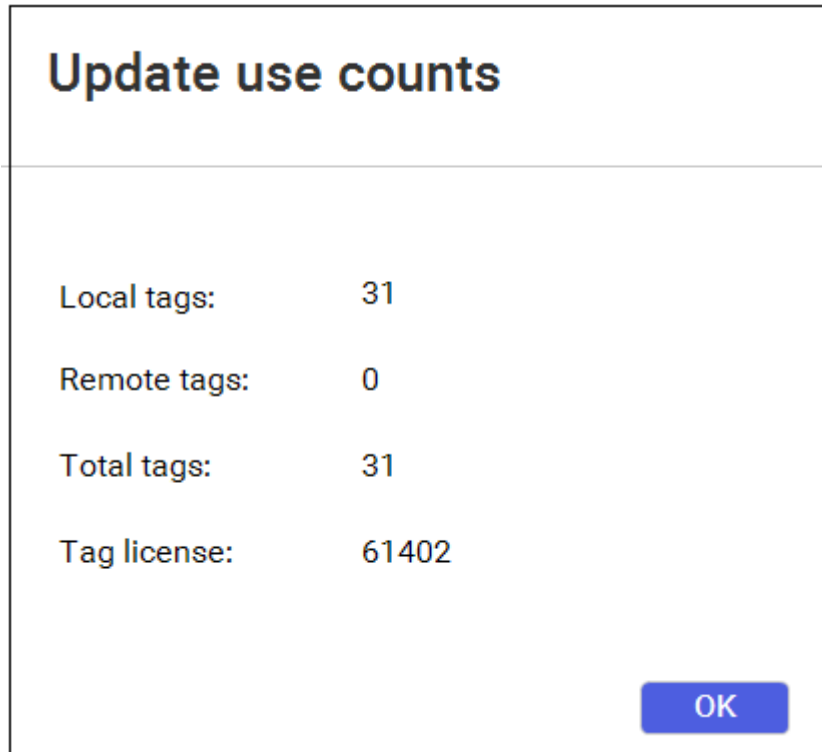 Update use counts
Local tags: 31
Remote tags: 0
Total tags: 31
Tag license: 61402
OK